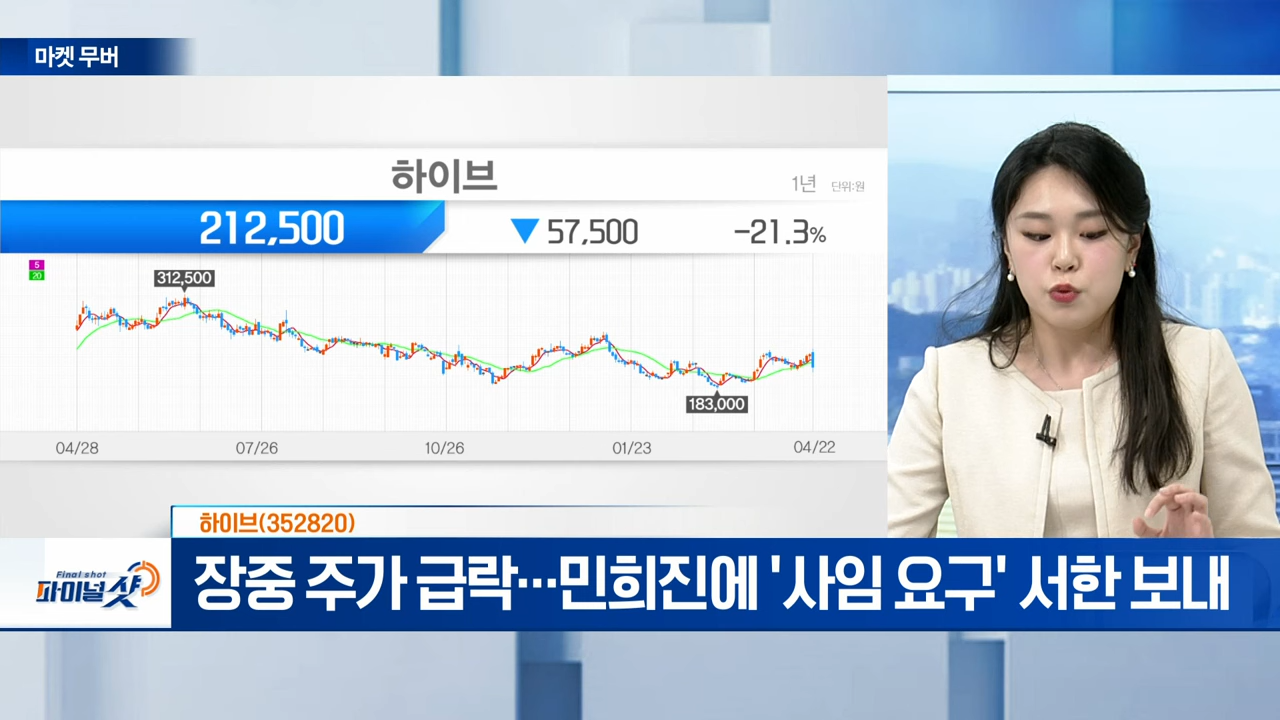 마켓 무버
하이브
1년 단위:원
212,500 ▼57,500 -21.3%
5
20
312,500
183,000
04/28 07/26 10/26 01/23 04/22
하이브(352820)
Final shot
파이널샷
장중 주가 급락…민희진에 '사임 요구' 서한 보내